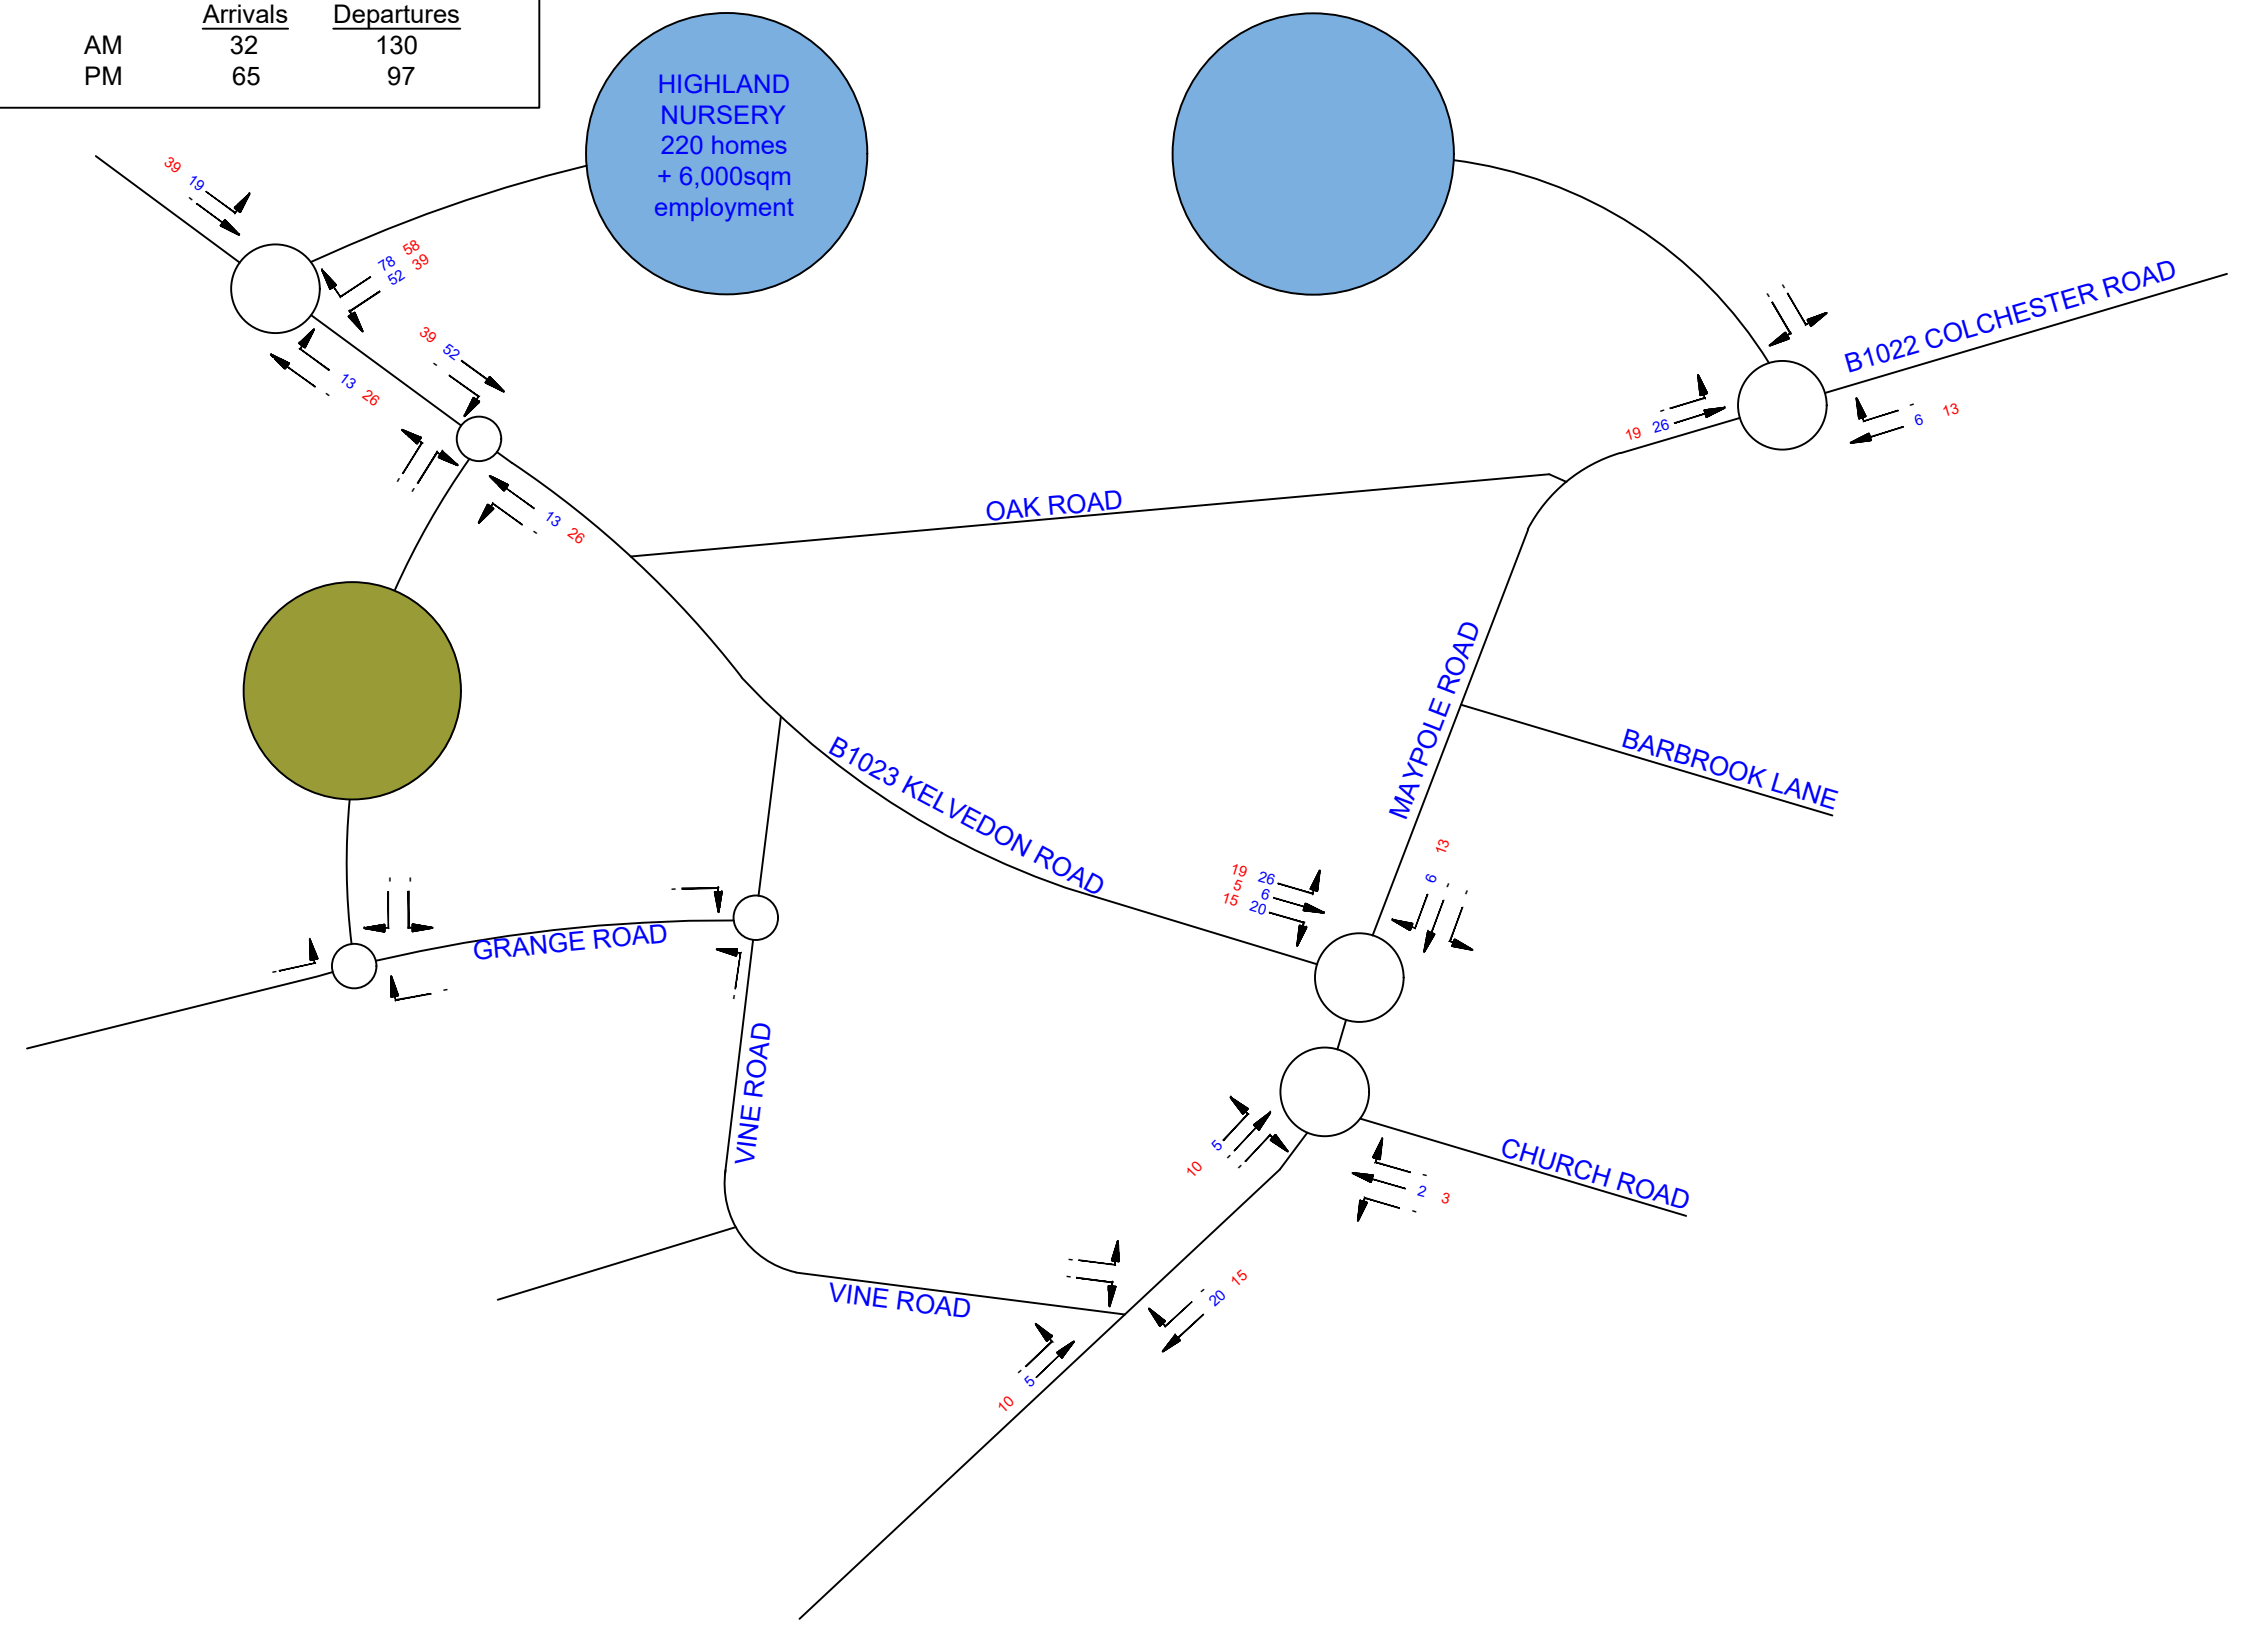 Arrivals Departures
AM 32 130
PM 65 97
HIGHLAND
NURSERY
220 homes
+ 6,000sqm
employment
39 19
-
78 58
52 39
13 26
-
39 52
-
- -
13 26
-
- -
B1022 COLCHESTER ROAD
-
19 26
-
6 13
OAK ROAD
MAYPOLE ROAD
BARBROOK LANE
B1023 KELVEDON ROAD
19 26
5 6
15 20
13
6 - -
- -
-
GRANGE ROAD
-
-
-
VINE ROAD
10 5
- -
CHURCH ROAD
-
2 3
-
-
-
VINE ROAD
-
20 15
-
10 5